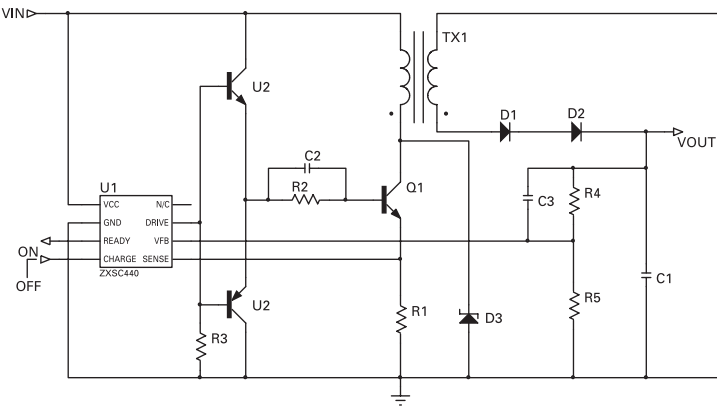 VIN
TX1
U2
D1
D2
VOUT
C2
R2
U1
Q1
C3
R4
VCC
N/C
GND
DRIVE
READY
VFB
CHARGE
SENSE
ZXSC440
ON
OFF
C1
U2
R1
R5
D3
R3